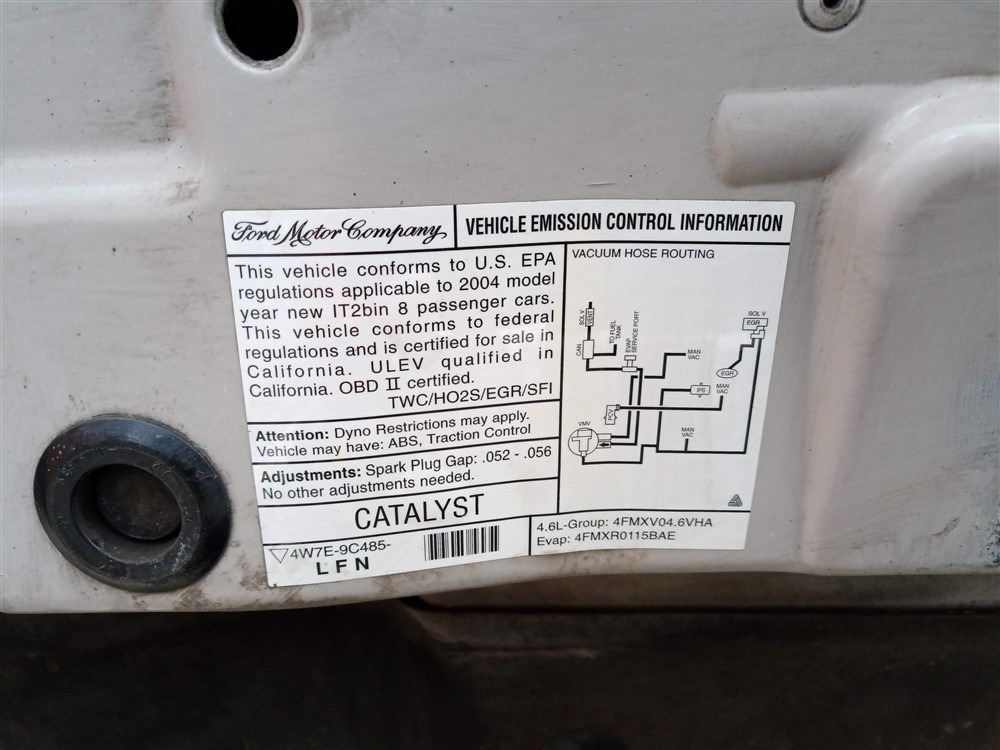 Ford Motor Company
VEHICLE EMISSION CONTROL INFORMATION
This vehicle conforms to U.S. EPA
regulations applicable to 2004 model
year new IT2bin 8 passenger cars.
This vehicle conforms to federal
regulations and is certified for sale in
California. ULEV qualified in
California. OBD II certified.
TWC/HO2S/EGR/SFI
Attention: Dyno Restrictions may apply.
Vehicle may have: ABS, Traction Control
Adjustments: Spark Plug Gap: .052 - .056
No other adjustments needed.
CATALYST
4W7E-9C485-
LFN
VACUUM HOSE ROUTING
SOL V
VENT
CAN
TO FUEL
TANK
EVAP
SERVICE PORT
SOL V
EGR
MAN
VAC
EGR
IPS
MAN
VAC
VMV
MAN
VAC
4.6L-Group: 4FMXV04.6VHA
Evap: 4FMXR0115BAE